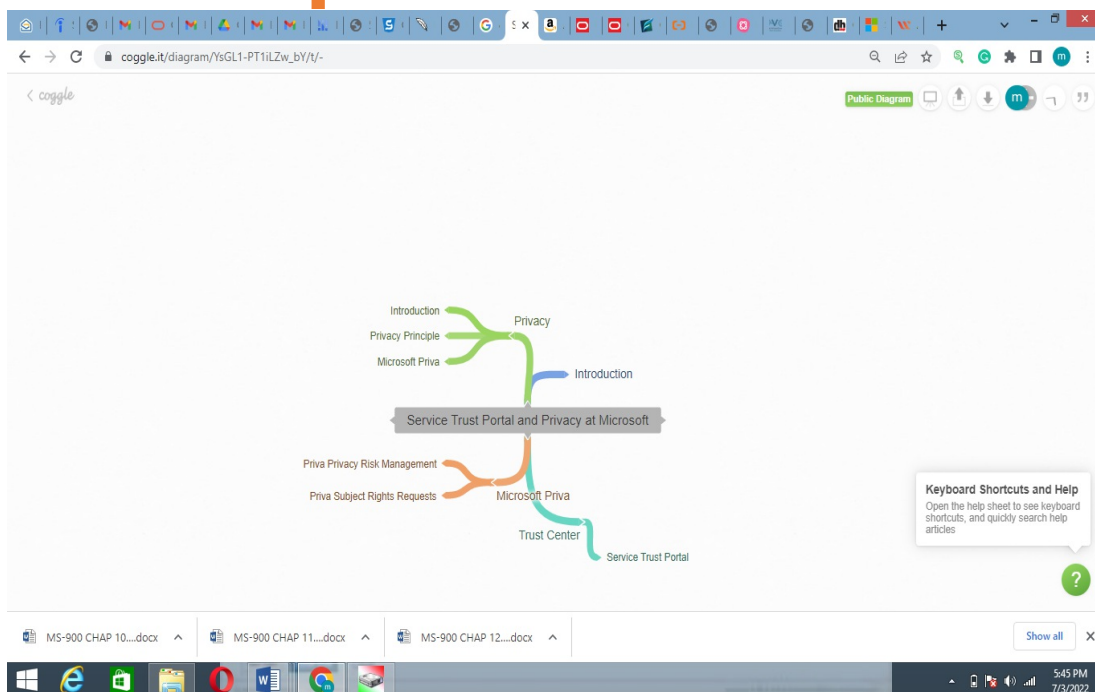 coggle.it/diagram/YsGL1-PT1iLZw_bY/t/-
m
coggle
Public Diagram
m
Introduction
Privacy
Privacy Principle
Microsoft Priva
Introduction
Service Trust Portal and Privacy at Microsoft
Priva Privacy Risk Management
Priva Subject Rights Requests
Microsoft Priva
Trust Center
Service Trust Portal
Keyboard Shortcuts and Help
Open the help sheet to see keyboard
shortcuts, and quickly search help
articles
?
MS-900 CHAP 10....docx
MS-900 CHAP 11....docx
MS-900 CHAP 12....docx
Show all
5:45 PM
7/3/2022